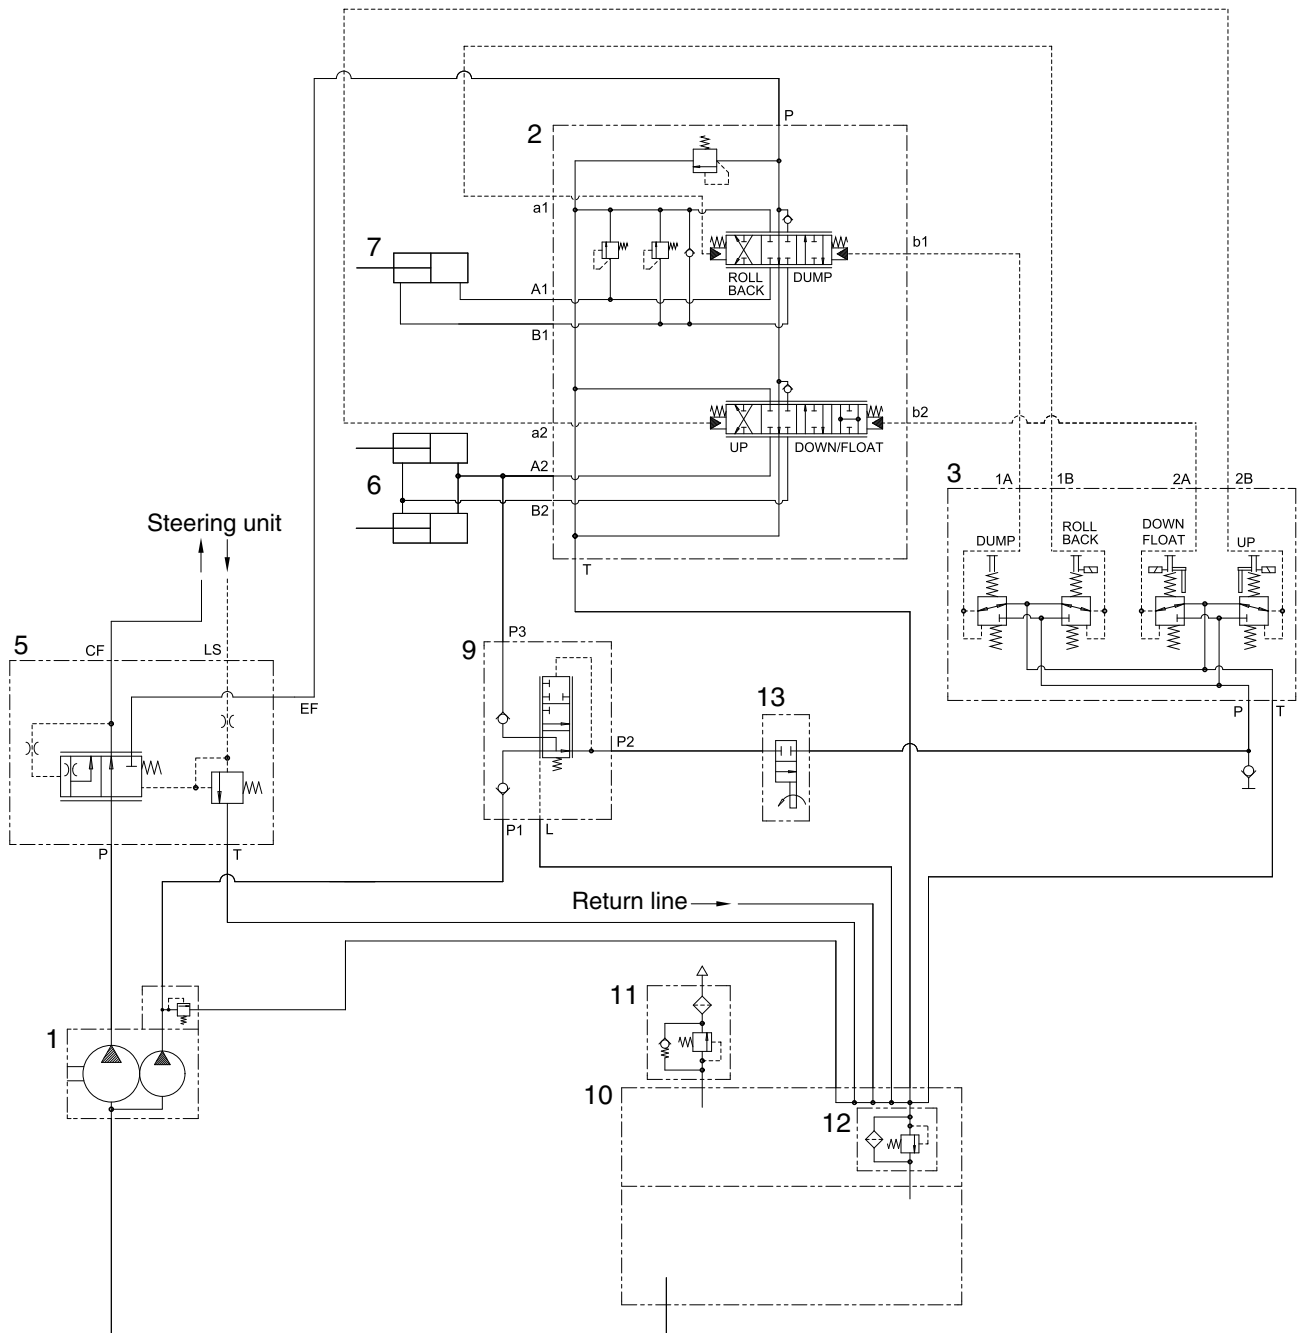 P
2
a1
b1
7
ROLL
BACK
DUMP
A1
B1
b2
a2
UP
DOWN/FLOAT
A2
6
B2
3
1A
1B
2A
2B
Steering unit
DUMP
ROLL
BACK
DOWN
FLOAT
UP
T
P3
5
CF
LS
9
EF
13
P
T
P2
P1
L
P
T
Return line
11
1
10
12